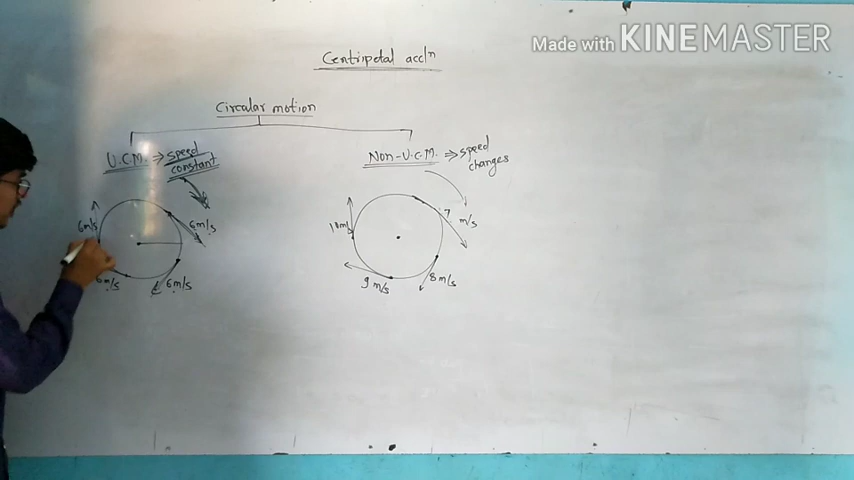 Made with KINEMASTER
Centripetal accl^n
Circular motion
U.C.M. ⇒ speed
constant
Non-U.C.M. ⇒ speed
changes
6m/s
6m/s
6m/s
6m/s
7 m/s
8 m/s
9 m/s
10m/s